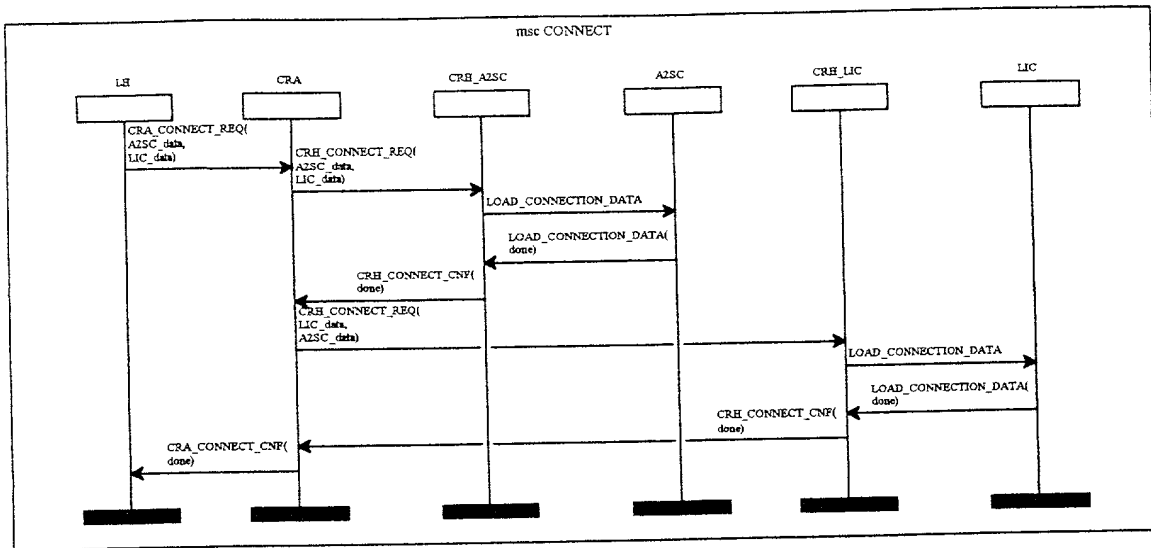 msc CONNECT
LH
CRA
CRH_A2SC
A2SC
CRH_LIC
LIC
CRA_CONNECT_REQ(
A2SC_data,
LIC_data)
CRH_CONNECT_REQ(
A2SC_data,
LIC_data)
LOAD_CONNECTION_DATA
LOAD_CONNECTION_DATA(
done)
CRH_CONNECT_CNF(
done)
CRH_CONNECT_REQ(
LIC_data,
A2SC_data)
LOAD_CONNECTION_DATA
LOAD_CONNECTION_DATA(
done)
CRH_CONNECT_CNF(
done)
CRA_CONNECT_CNF(
done)